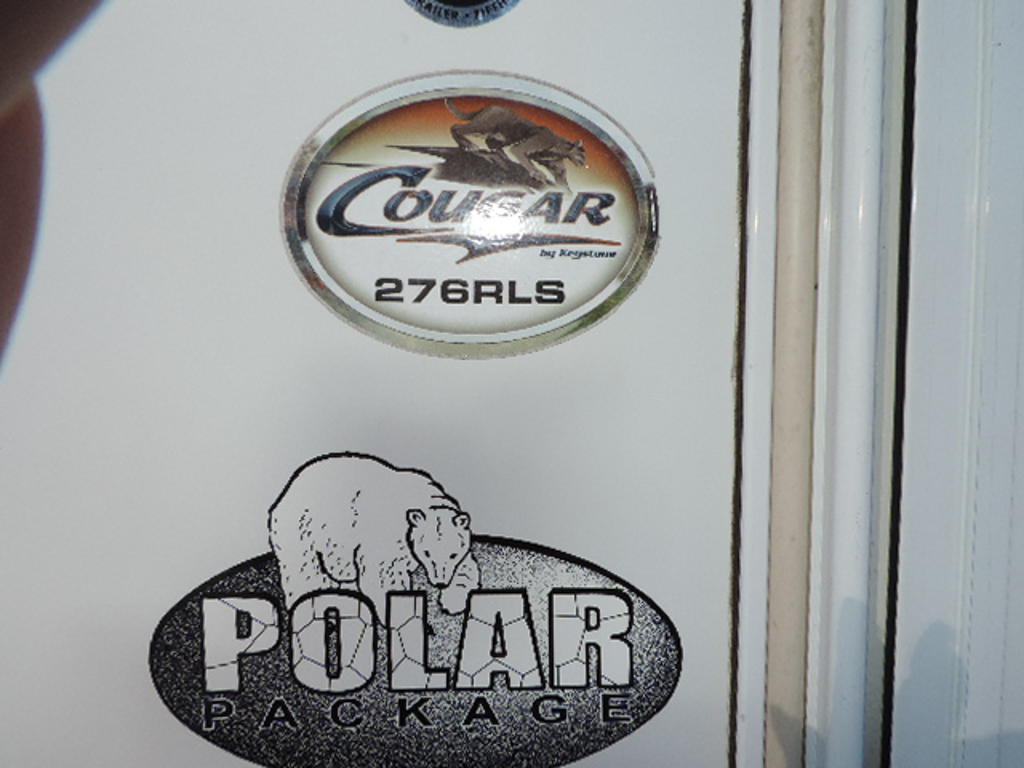 COUGAR
by Keystone
276RLS
POLAR
PACKAGE